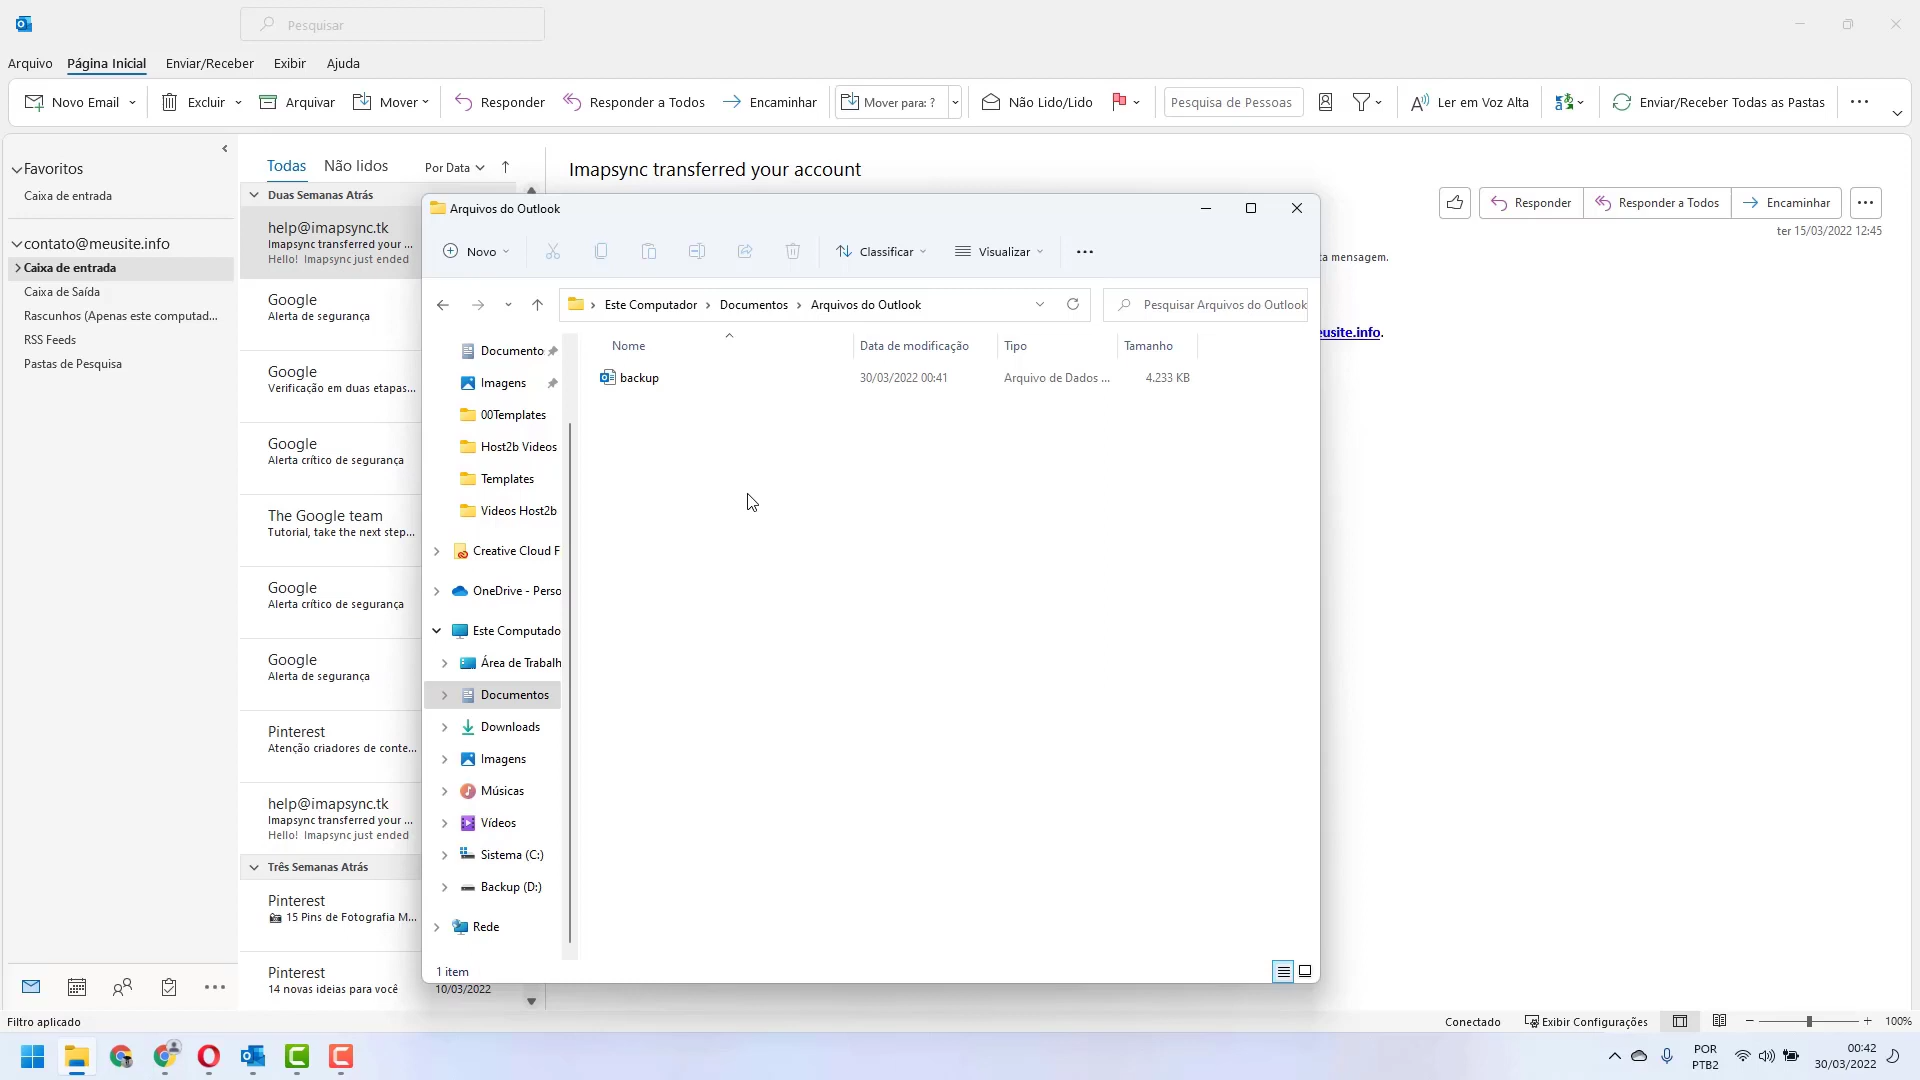 Pesquisar
Arquivo Página Inicial Enviar/Receber Exibir Ajuda
Novo Email Excluir Arquivar Mover Responder Responder a Todos Encaminhar Mover para: ? Não Lido/Lido Pesquisa de Pessoas Ler em Voz Alta Enviar/Receber Todas as Pastas
Favoritos
Caixa de entrada
contato@meusite.info
Caixa de entrada
Caixa de Saída
Rascunhos (Apenas este computad...
RSS Feeds
Pastas de Pesquisa
Todas Não lidos Por Data
Duas Semanas Atrás
help@imapsync.tk
Imapsync transferred your ...
Hello! Imapsync just ended
Google
Alerta de segurança
Google
Verificação em duas etapas...
Google
Alerta crítico de segurança
The Google team
Tutorial, take the next step...
Google
Alerta crítico de segurança
Google
Alerta de segurança
Pinterest
Atenção criadores de conte...
help@imapsync.tk
Imapsync transferred your ...
Hello! Imapsync just ended
Três Semanas Atrás
Pinterest
15 Pins de Fotografia M...
Pinterest
14 novas ideias para você 10/03/2022
Imapsync transferred your account
Responder Responder a Todos Encaminhar
ter 15/03/2022 12:45
ta mensagem.
eusite.info.
Arquivos do Outlook
Novo Classificar Visualizar
Este Computador Documentos Arquivos do Outlook
Pesquisar Arquivos do Outlook
Documento
Imagens
00Templates
Host2b Videos
Templates
Videos Host2b
Creative Cloud F
OneDrive - Perso
Este Computado
Área de Trabalh
Documentos
Downloads
Imagens
Músicas
Vídeos
Sistema (C:)
Backup (D:)
Rede
Nome Data de modificação Tipo Tamanho
backup 30/03/2022 00:41 Arquivo de Dados ... 4.233 KB
1 item
Filtro aplicado
Conectado Exibir Configurações 100%
POR
PTB2
00:42
30/03/2022